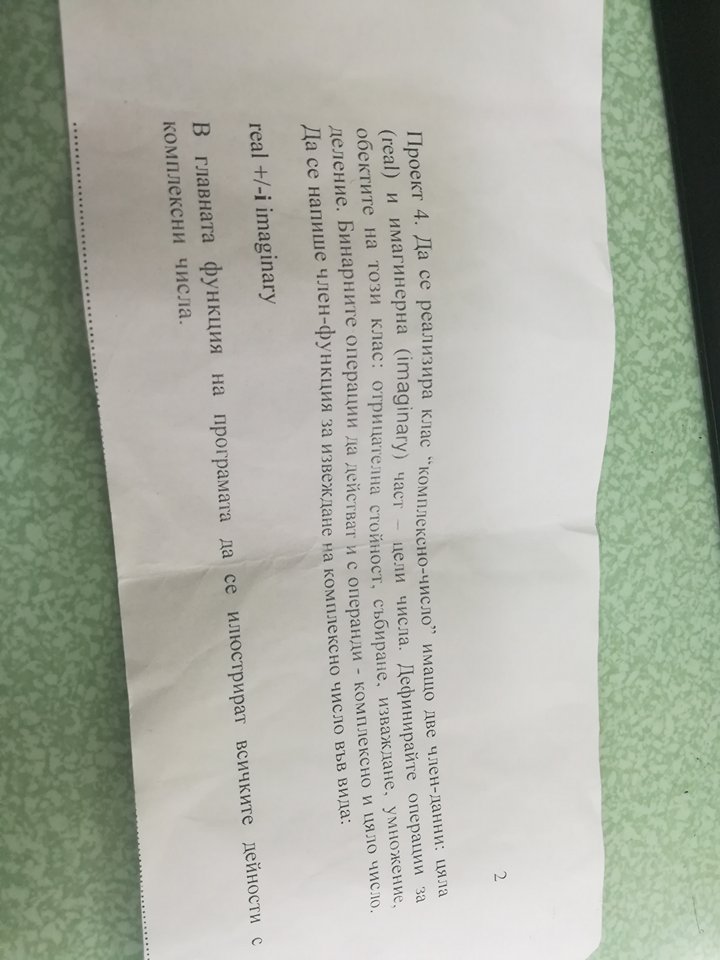 2
Проект 4. Да се реализира клас “комплексно-число” имащо две член-данни: цяла
(real) и имагинерна (imaginary) част – цели числа. Дефинирайте операции за
обектите на този клас: отрицателна стойност, събиране, изваждане, умножение,
деление. Бинарните операции да действат и с операнди - комплексно и цяло число.
Да се напише член-функция за извеждане на комплексно число във вида:
real +/-i imaginary
В главната функция на програмата да се илюстрират всичките дейности с
комплексни числа.